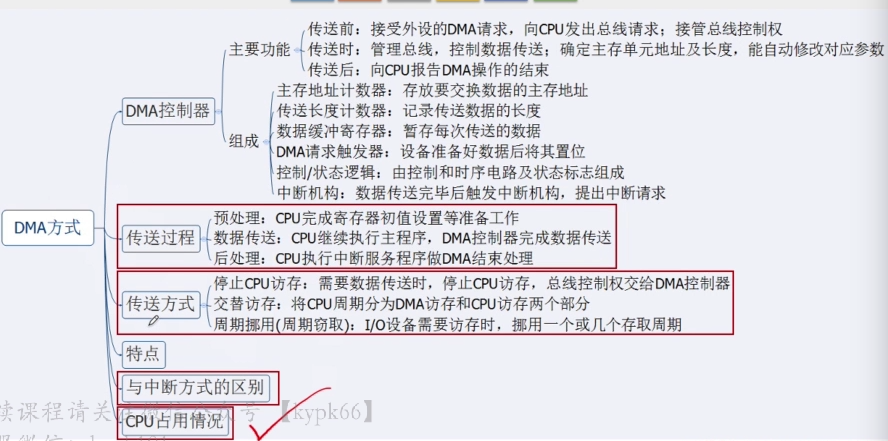 传送前：接受外设的DMA请求，向CPU发出总线请求；接管总线控制权
主要功能
传送时：管理总线，控制数据传送；确定主存单元地址及长度，能自动修改对应参数
传送后：向CPU报告DMA操作的结束
DMA控制器
主存地址计数器：存放要交换数据的主存地址
传送长度计数器：记录传送数据的长度
数据缓冲寄存器：暂存每次传送的数据
组成
DMA请求触发器：设备准备好数据后将其置位
控制/状态逻辑：由控制和时序电路及状态标志组成
中断机构：数据传送完毕后触发中断机构，提出中断请求
DMA方式
预处理：CPU完成寄存器初值设置等准备工作
传送过程
数据传送：CPU继续执行主程序，DMA控制器完成数据传送
后处理：CPU执行中断服务程序做DMA结束处理
停止CPU访存：需要数据传送时，停止CPU访存，总线控制权交给DMA控制器
传送方式
交替访存：将CPU周期分为DMA访存和CPU访存两个部分
周期挪用(周期窃取)：I/O设备需要访存时，挪用一个或几个存取周期
特点
与中断方式的区别
续课程请关 号 【kypk66】
CPU占用情况